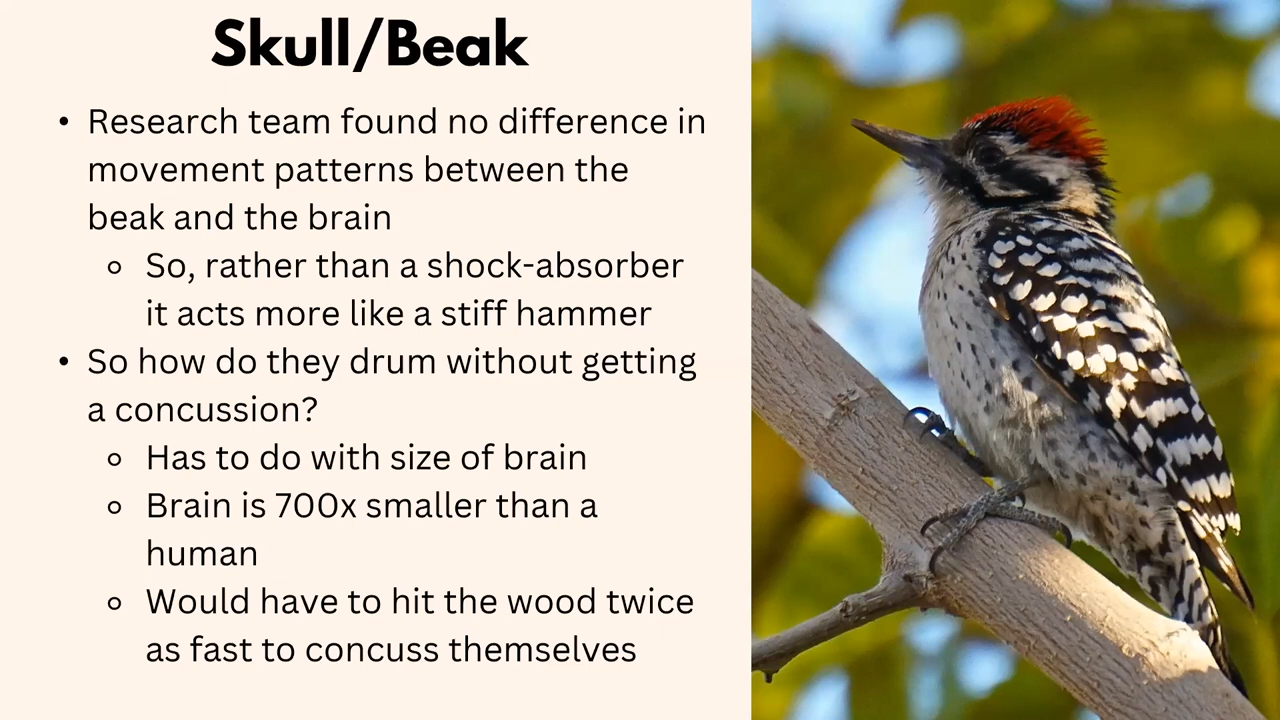 Skull/Beak
• Research team found no difference in
movement patterns between the
beak and the brain
◦ So, rather than a shock-absorber
it acts more like a stiff hammer
• So how do they drum without getting
a concussion?
◦ Has to do with size of brain
◦ Brain is 700x smaller than a
human
◦ Would have to hit the wood twice
as fast to concuss themselves